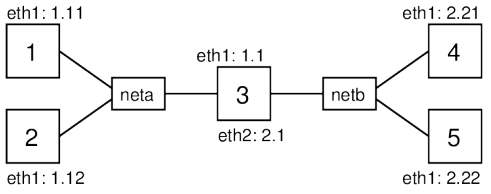 eth1: 1.11
1
2
eth1: 1.12
neta
eth1: 1.1
3
eth2: 2.1
netb
eth1: 2.21
4
5
eth1: 2.22